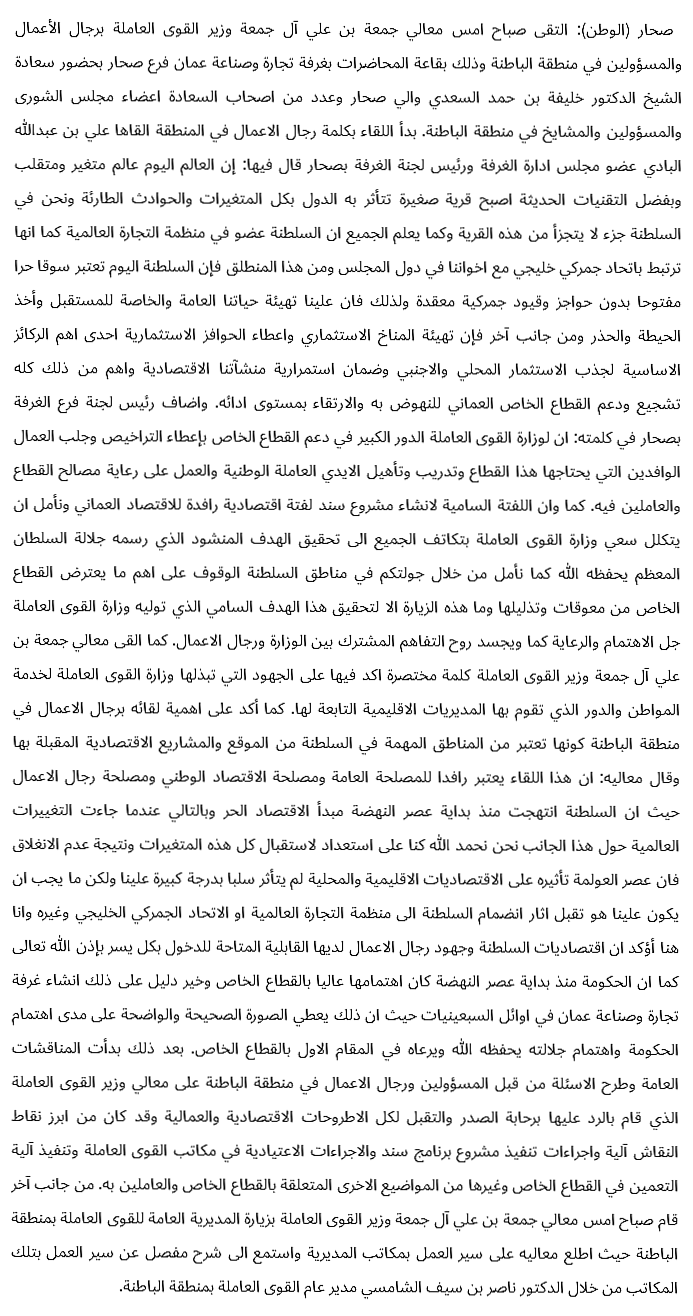 صحار (الوطن): التقى صباح امس معالي جمعة بن علي آل جمعة وزير القوى العاملة برجال الأعمال
والمسؤولين في منطقة الباطنة وذلك بقاعة المحاضرات بغرفة تجارة وصناعة عمان فرع صحار بحضور سعادة
الشيخ الدكتور خليفة بن حمد السعدي والي صحار وعدد من اصحاب السعادة اعضاء مجلس الشورى
والمسؤولين والمشايخ في منطقة الباطنة. بدأ اللقاء بكلمة رجال الاعمال في المنطقة القاها علي بن عبدالله
البادي عضو مجلس ادارة الغرفة ورئيس لجنة الغرفة بصحار قال فيها: إن العالم اليوم عالم متغير ومتقلب
وبفضل التقنيات الحديثة اصبح قرية صغيرة تتأثر به الدول بكل المتغيرات والحوادث الطارئة ونحن في
السلطنة جزء لا يتجزأ من هذه القرية وكما يعلم الجميع ان السلطنة عضو في منظمة التجارة العالمية كما انها
ترتبط باتحاد جمركي خليجي مع اخواننا في دول المجلس ومن هذا المنطلق فإن السلطنة اليوم تعتبر سوقا حرا
مفتوحا بدون حواجز وقيود جمركية معقدة ولذلك فان علينا تهيئة حياتنا العامة والخاصة للمستقبل وأخذ
الحيطة والحذر ومن جانب آخر فإن تهيئة المناخ الاستثماري واعطاء الحوافز الاستثمارية احدى اهم الركائز
الاساسية لجذب الاستثمار المحلي والاجنبي وضمان استمرارية منشآتنا الاقتصادية واهم من ذلك كله
تشجيع ودعم القطاع الخاص العماني للنهوض به والارتقاء بمستوى ادائه. واضاف رئيس لجنة فرع الغرفة
بصحار في كلمته: ان لوزارة القوى العاملة الدور الكبير في دعم القطاع الخاص بإعطاء التراخيص وجلب العمال
الوافدين التي يحتاجها هذا القطاع وتدريب وتأهيل الايدي العاملة الوطنية والعمل على رعاية مصالح القطاع
والعاملين فيه. كما وان اللفتة السامية لانشاء مشروع سند لفتة اقتصادية رافدة للاقتصاد العماني ونأمل ان
يتكلل سعي وزارة القوى العاملة بتكاتف الجميع الى تحقيق الهدف المنشود الذي رسمه جلالة السلطان
المعظم يحفظه الله كما نأمل من خلال جولتكم في مناطق السلطنة الوقوف على اهم ما يعترض القطاع
الخاص من معوقات وتذليلها وما هذه الزيارة الا لتحقيق هذا الهدف السامي الذي توليه وزارة القوى العاملة
جل الاهتمام والرعاية كما ويجسد روح التفاهم المشترك بين الوزارة ورجال الاعمال. كما القى معالي جمعة بن
علي آل جمعة وزير القوى العاملة كلمة مختصرة اكد فيها على الجهود التي تبذلها وزارة القوى العاملة لخدمة
المواطن والدور الذي تقوم بها المديريات الاقليمية التابعة لها. كما أكد على اهمية لقائه برجال الاعمال في
منطقة الباطنة كونها تعتبر من المناطق المهمة في السلطنة من الموقع والمشاريع الاقتصادية المقبلة بها
وقال معاليه: ان هذا اللقاء يعتبر رافدا للمصلحة العامة ومصلحة الاقتصاد الوطني ومصلحة رجال الاعمال
حيث ان السلطنة انتهجت منذ بداية عصر النهضة مبدأ الاقتصاد الحر وبالتالي عندما جاءت التغييرات
العالمية حول هذا الجانب نحن نحمد الله كنا على استعداد لاستقبال كل هذه المتغيرات ونتيجة عدم الانغلاق
فان عصر العولمة تأثيره على الاقتصاديات الاقليمية والمحلية لم يتأثر سلبا بدرجة كبيرة علينا ولكن ما يجب ان
يكون علينا هو تقبل اثار انضمام السلطنة الى منظمة التجارة العالمية او الاتحاد الجمركي الخليجي وغيره وانا
هنا أؤكد ان اقتصاديات السلطنة وجهود رجال الاعمال لديها القابلية المتاحة للدخول بكل يسر بإذن الله تعالى
كما ان الحكومة منذ بداية عصر النهضة كان اهتمامها عاليا بالقطاع الخاص وخير دليل على ذلك انشاء غرفة
تجارة وصناعة عمان في اوائل السبعينيات حيث ان ذلك يعطي الصورة الصحيحة والواضحة على مدى اهتمام
الحكومة واهتمام جلالته يحفظه الله ويرعاه في المقام الاول بالقطاع الخاص. بعد ذلك بدأت المناقشات
العامة وطرح الاسئلة من قبل المسؤولين ورجال الاعمال في منطقة الباطنة على معالي وزير القوى العاملة
الذي قام بالرد عليها برحابة الصدر والتقبل لكل الاطروحات الاقتصادية والعمالية وقد كان من ابرز نقاط
النقاش آلية واجراءات تنفيذ مشروع برنامج سند والاجراءات الاعتيادية في مكاتب القوى العاملة وتنفيذ آلية
التعمين في القطاع الخاص وغيرها من المواضيع الاخرى المتعلقة بالقطاع الخاص والعاملين به. من جانب آخر
قام صباح امس معالي جمعة بن علي آل جمعة وزير القوى العاملة بزيارة المديرية العامة للقوى العاملة بمنطقة
الباطنة حيث اطلع معاليه على سير العمل بمكاتب المديرية واستمع الى شرح مفصل عن سير العمل بتلك
المكاتب من خلال الدكتور ناصر بن سيف الشامسي مدير عام القوى العاملة بمنطقة الباطنة.